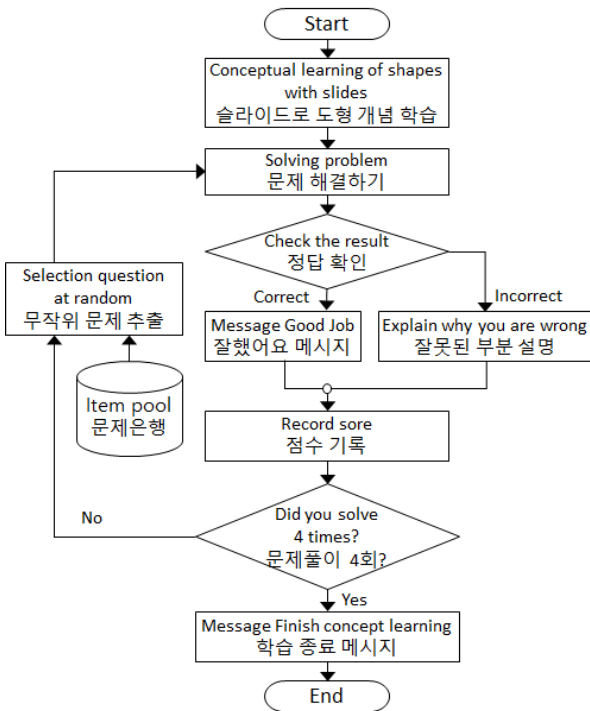 Start
Conceptual learning of shapes
with slides
슬라이드로 도형 개념 학습
Solving problem
문제 해결하기
Check the result
정답 확인
Correct
Incorrect
Selection question
at random
무작위 문제 추출
Message Good Job
잘했어요 메시지
Explain why you are wrong
잘못된 부분 설명
Item pool
문제은행
Record sore
점수 기록
No
Did you solve
4 times?
문제풀이 4회?
Yes
Message Finish concept learning
학습 종료 메시지
End